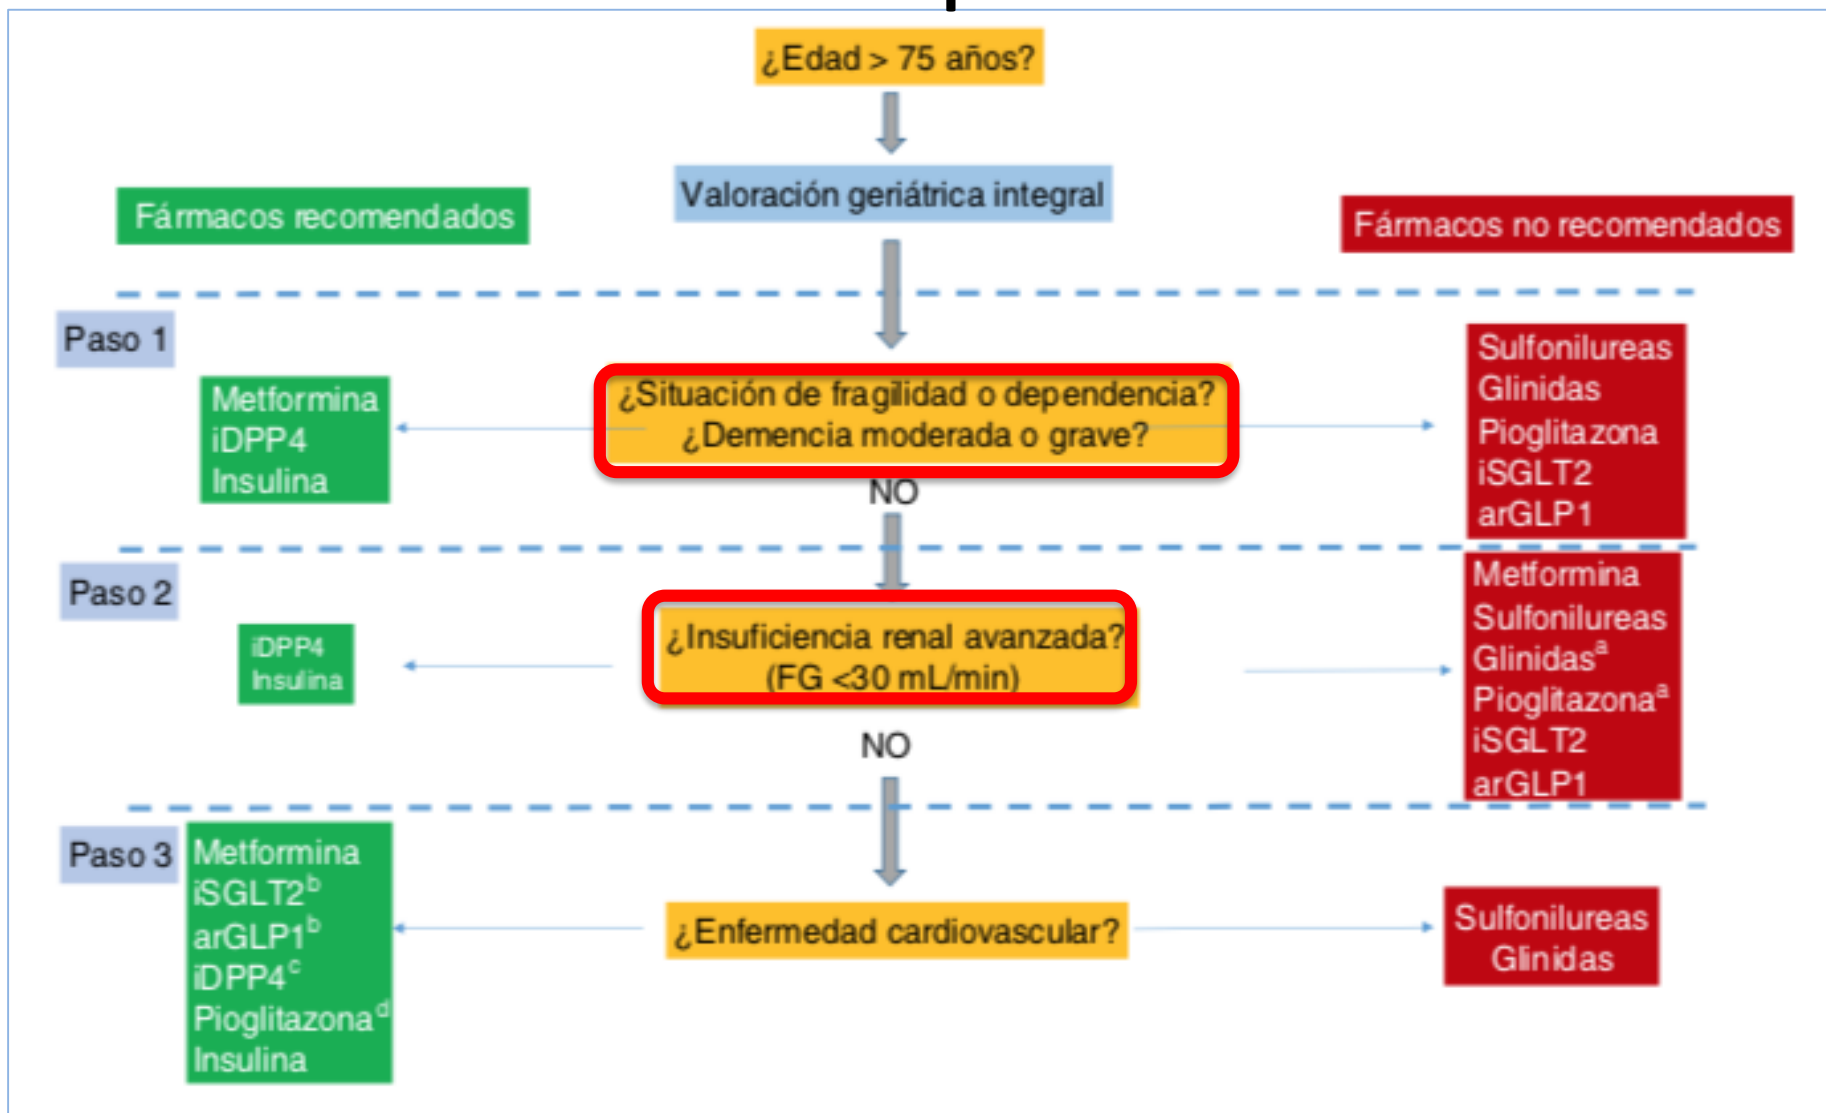 ¿Edad > 75 años?
Valoración geriátrica integral
Fármacos recomendados
Fármacos no recomendados
Paso 1
Metformina
iDPP4
Insulina
¿Situación de fragilidad o dependencia?
¿Demencia moderada o grave?
NO
Sulfonilureas
Glinidas
Pioglitazona
iSGLT2
arGLP1
Paso 2
iDPP4
Insulina
¿Insuficiencia renal avanzada?
(FG <30 mL/min)
NO
Metformina
Sulfonilureas
Glinidasª
Pioglitazonaª
iSGLT2
arGLP1
Paso 3
Metformina
iSGLT2ᵇ
arGLP1ᵇ
iDPP4ᶜ
Pioglitazonaᵈ
Insulina
¿Enfermedad cardiovascular?
Sulfonilureas
Glinidas